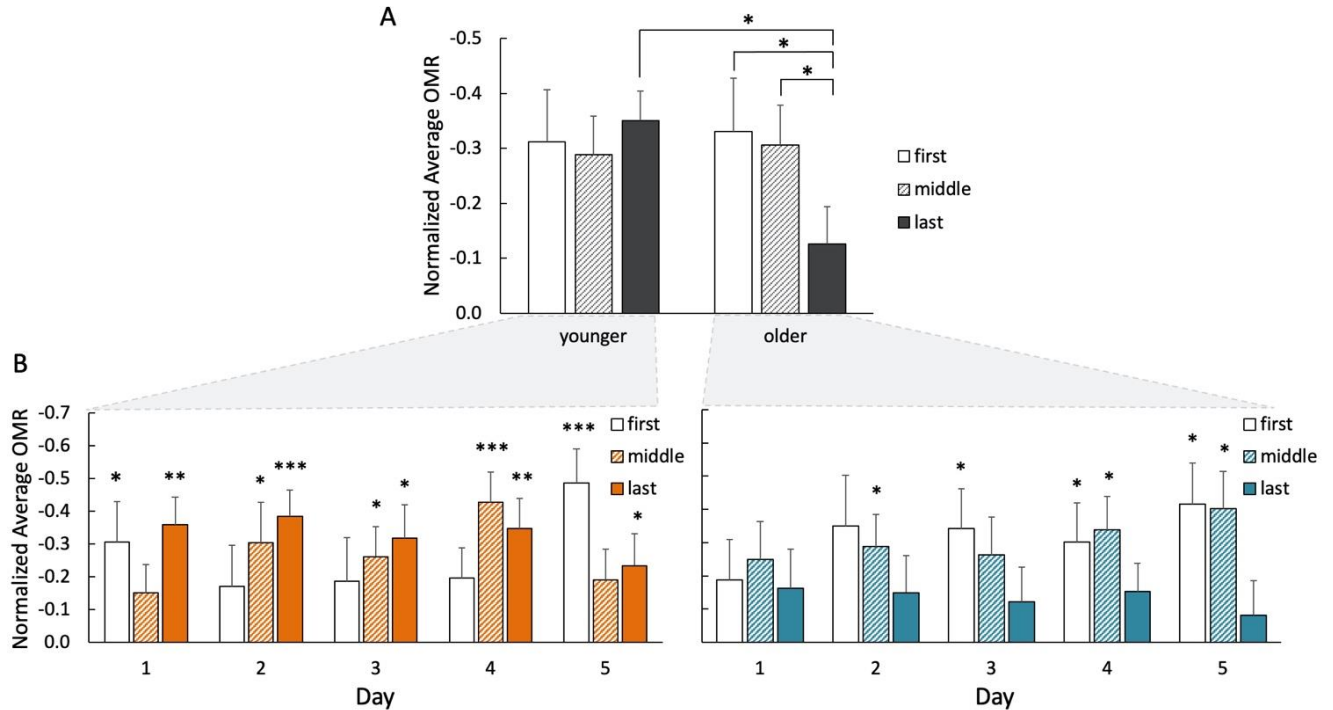 A
Normalized Average OMR
-0.5
-0.4
-0.3
-0.2
-0.1
0.0
*
*
*
younger
older
first
middle
last
B
Normalized Average OMR
-0.7
-0.6
-0.5
-0.4
-0.3
-0.2
-0.1
0.0
* **
* ***
* *
*** **
*** *
first
middle
last
1 2 3 4 5
Day
*
*
* *
* *
first
middle
last
1 2 3 4 5
Day